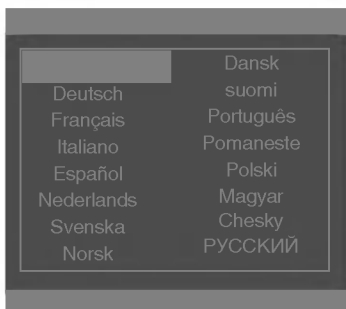 Deutsch
Français
Italiano
Español
Nederlands
Svenska
Norsk
Dansk
suomi
Português
Pomaneste
Polski
Magyar
Chesky
РУССКИЙ